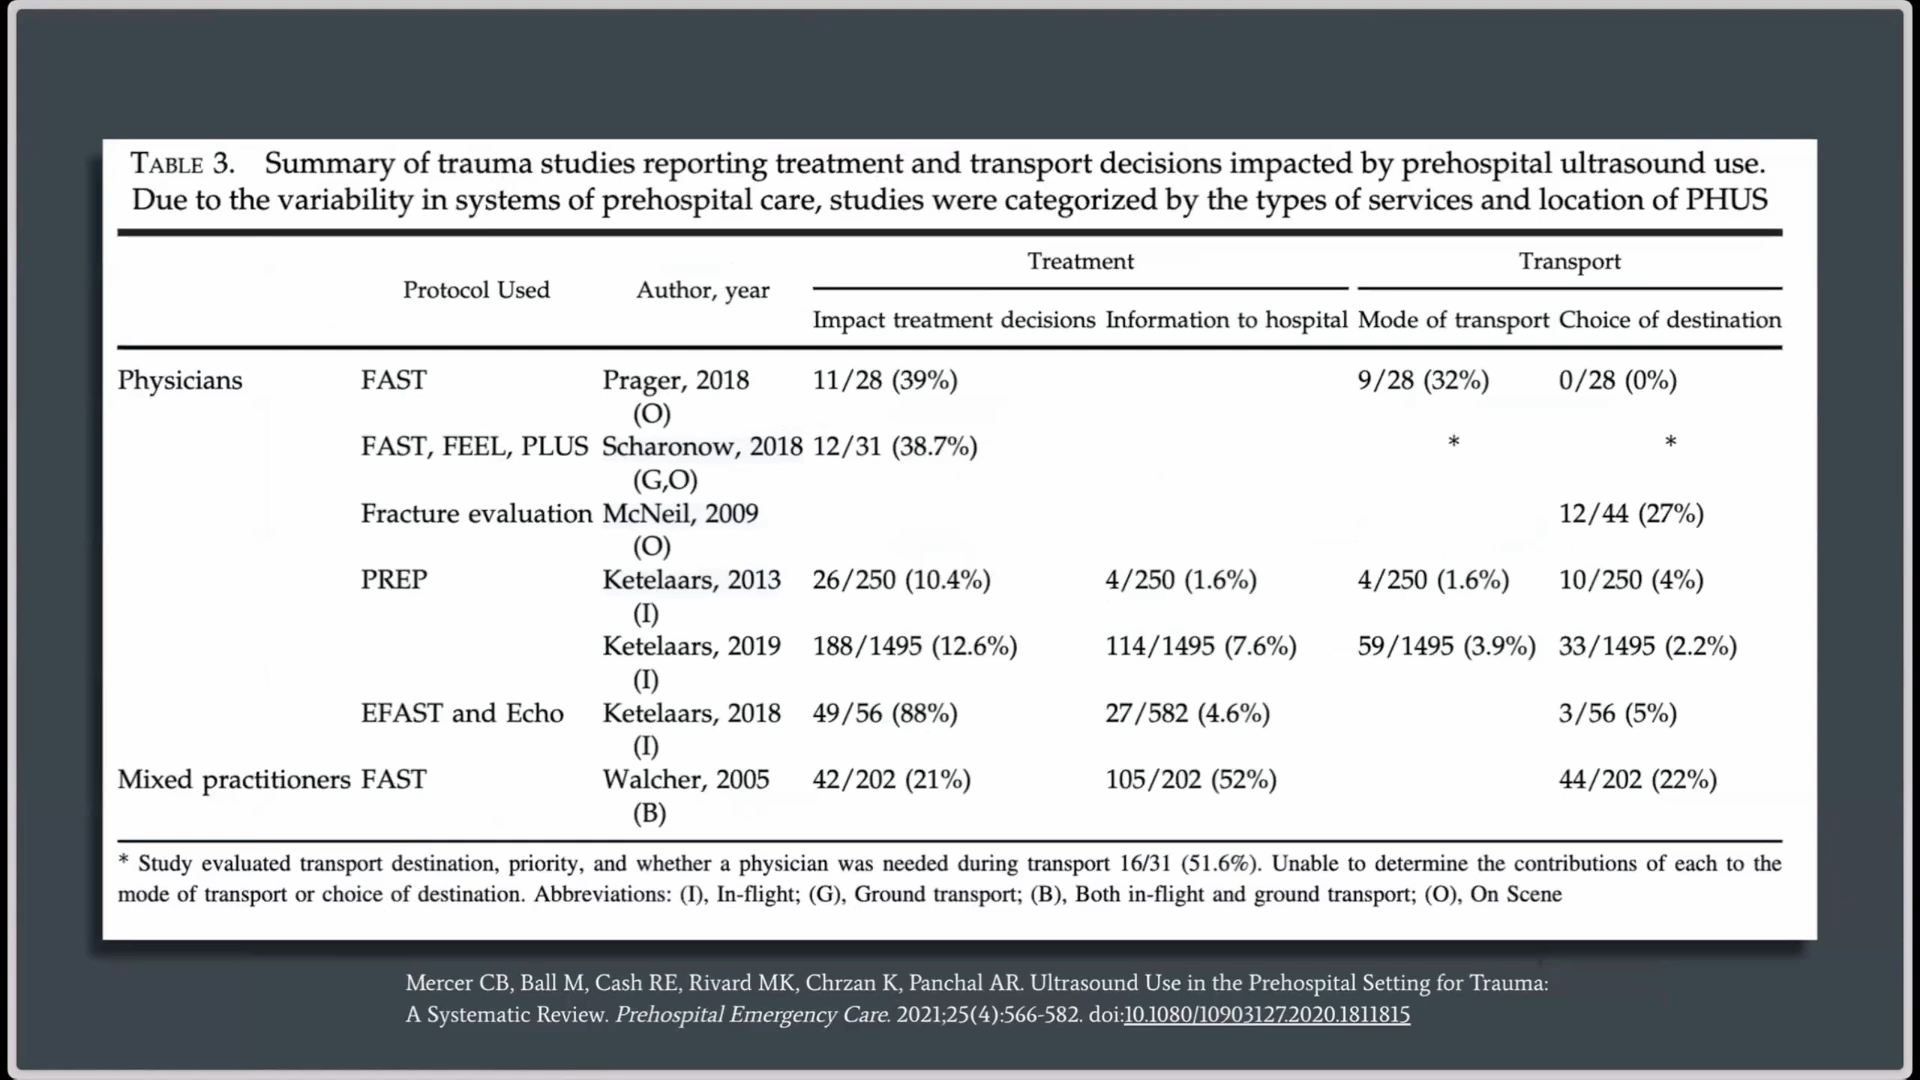 TABLE 3. Summary of trauma studies reporting treatment and transport decisions impacted by prehospital ultrasound use.
Due to the variability in systems of prehospital care, studies were categorized by the types of services and location of PHUS
Treatment Transport
Protocol Used Author, year
Impact treatment decisions Information to hospital Mode of transport Choice of destination
Physicians FAST Prager, 2018 11/28 (39%) 9/28 (32%) 0/28 (0%)
(O)
FAST, FEEL, PLUS Scharonow, 2018 12/31 (38.7%) * *
(G,O)
Fracture evaluation McNeil, 2009 12/44 (27%)
(O)
PREP Ketelaars, 2013 26/250 (10.4%) 4/250 (1.6%) 4/250 (1.6%) 10/250 (4%)
(I)
Ketelaars, 2019 188/1495 (12.6%) 114/1495 (7.6%) 59/1495 (3.9%) 33/1495 (2.2%)
(I)
EFAST and Echo Ketelaars, 2018 49/56 (88%) 27/582 (4.6%) 3/56 (5%)
(I)
Mixed practitioners FAST Walcher, 2005 42/202 (21%) 105/202 (52%) 44/202 (22%)
(B)
* Study evaluated transport destination, priority, and whether a physician was needed during transport 16/31 (51.6%). Unable to determine the contributions of each to the
mode of transport or choice of destination. Abbreviations: (I), In-flight; (G), Ground transport; (B), Both in-flight and ground transport; (O), On Scene
Mercer CB, Ball M, Cash RE, Rivard MK, Chrzan K, Panchal AR. Ultrasound Use in the Prehospital Setting for Trauma:
A Systematic Review. Prehospital Emergency Care. 2021;25(4):566-582. doi:10.1080/10903127.2020.1811815